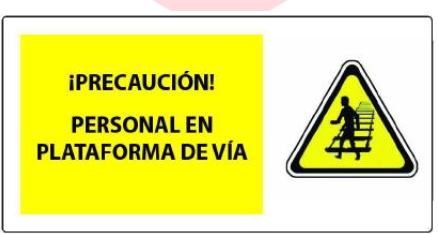 ¡PRECAUCIÓN!
PERSONAL EN
PLATAFORMA DE VÍA